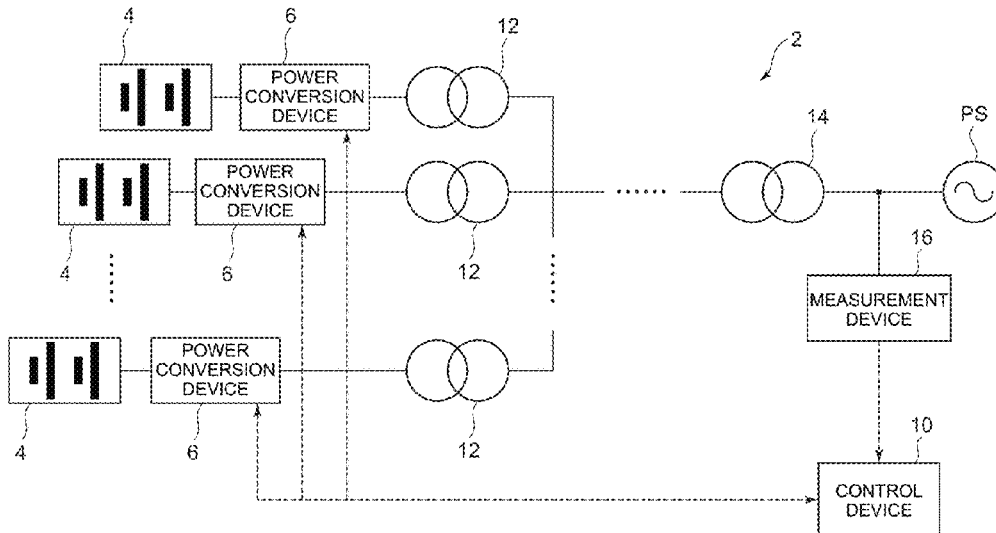 4
6
12
2
POWER
CONVERSION
DEVICE
14
PS
POWER
CONVERSION
DEVICE
4
6
12
16
MEASUREMENT
DEVICE
POWER
CONVERSION
DEVICE
4
6
12
10
CONTROL
DEVICE